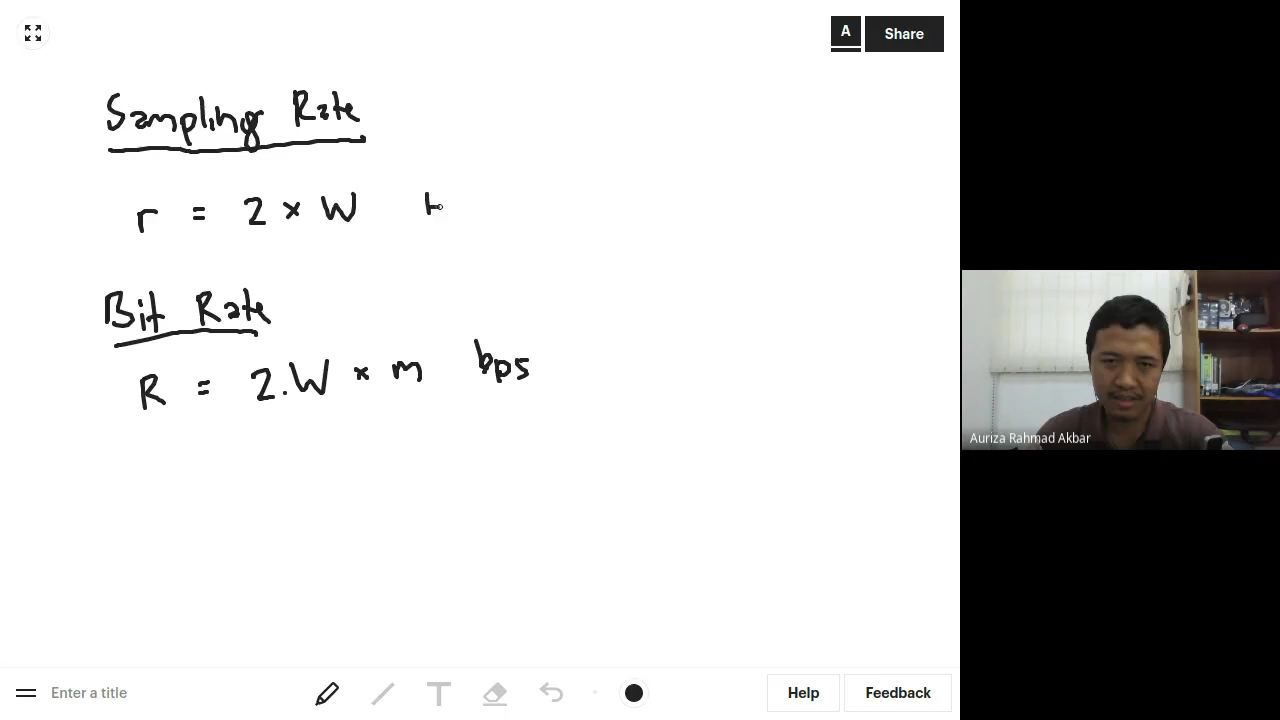 A Share
Sampling Rate
r = 2 × W
Bit Rate
R = 2.W × m bps
Auriza Rahmad Akbar
Enter a title T Help Feedback